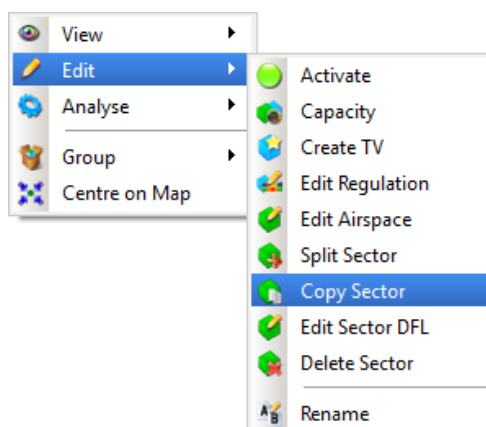 View
Edit
Analyse
Group
Centre on Map
Activate
Capacity
Create TV
Edit Regulation
Edit Airspace
Split Sector
Copy Sector
Edit Sector DFL
Delete Sector
Rename